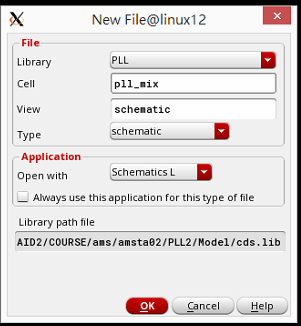 New File@linux12
File
Library PLL
Cell pll_mix
View schematic
Type schematic
Application
Open with Schematics L
Always use this application for this type of file
Library path file
AID2/COURSE/ams/amsta02/PLL2/Model/cds.lib
OK Cancel Help